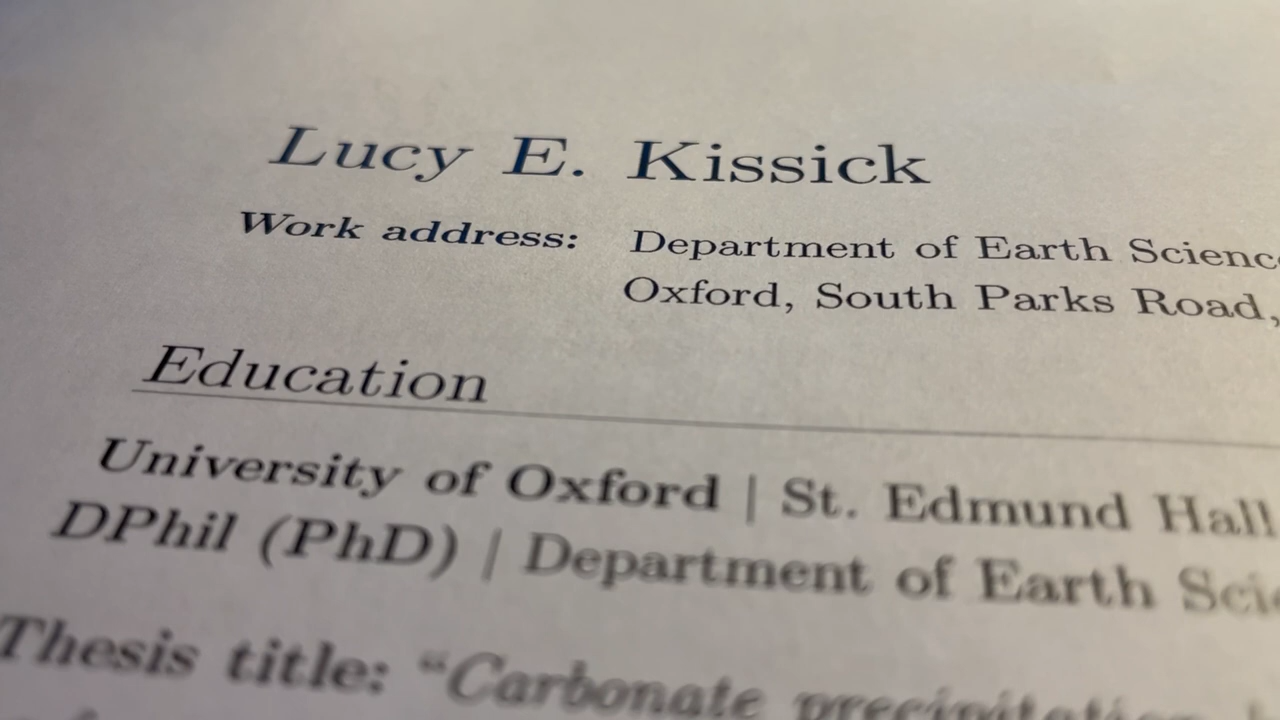 Lucy E. Kissick
Work address: Department of Earth Scienc
Oxford, South Parks Road,
Education
University of Oxford | St. Edmund Hall
DPhil (PhD) | Department of Earth Sci
Thesis title: "Carbonate precipitation